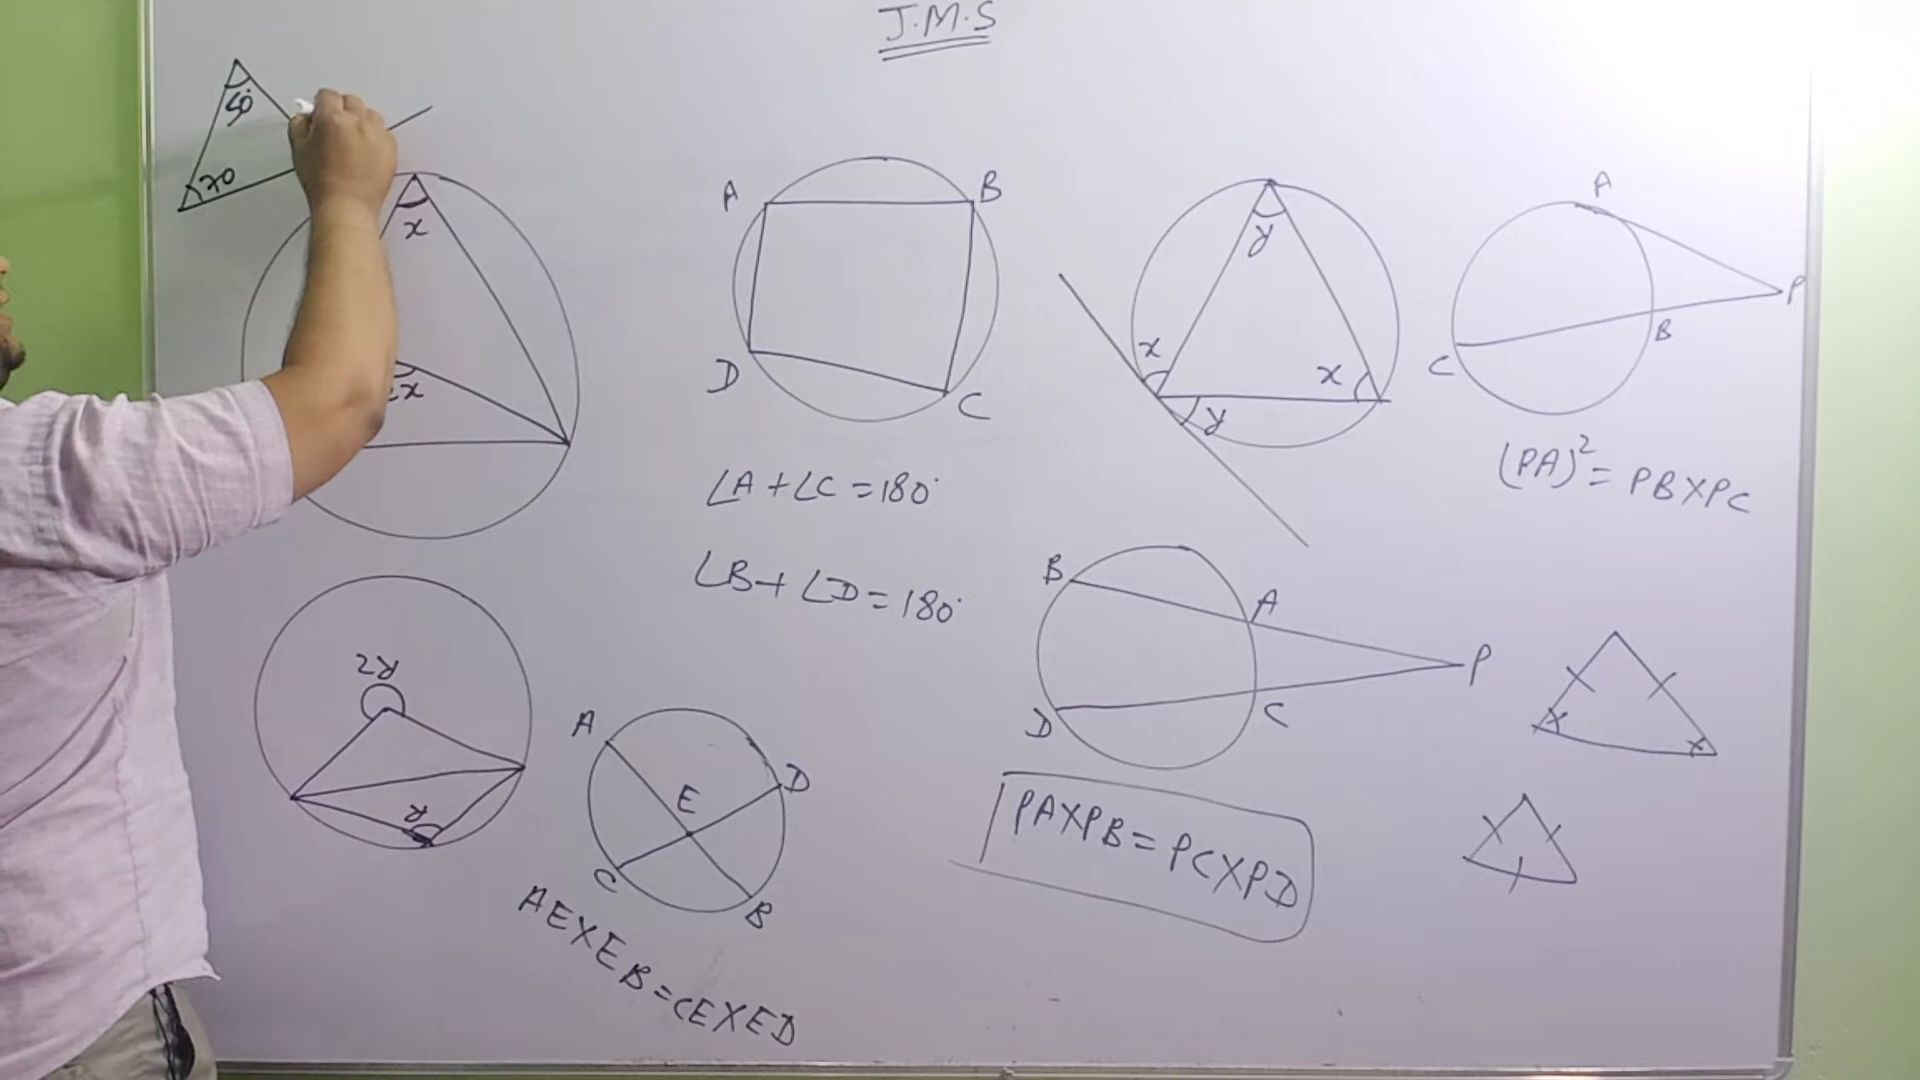 J.M.S
50°
70
x
2x
A
B
D
C
∠A+∠C=180°
∠B+∠D=180°
y
x
x
y
A
P
B
C
(PA)²=PB×PC
2y
y
A
D
E
C
B
AE×EB=CE×ED
B
A
P
D
C
PA×PB=PC×PD
x
x